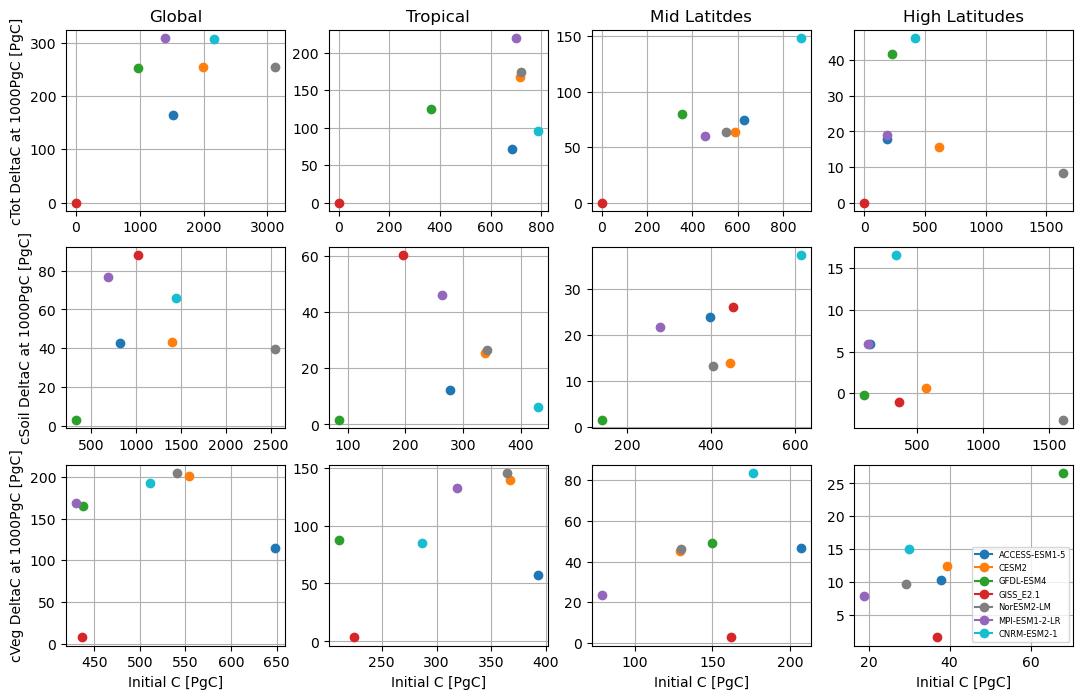 Global Tropical Mid Latitdes High Latitudes
cTot DeltaC at 1000PgC [PgC]
300
200
100
0
0 1000 2000 3000
200
150
100
50
0
0 200 400 600 800
150
100
50
0
0 200 400 600 800
40
30
20
10
0
0 500 1000 1500
cSoil DeltaC at 1000PgC [PgC]
80
60
40
20
0
500 1000 1500 2000 2500
60
40
20
0
100 200 300 400
30
20
10
0
200 400 600
15
10
5
0
500 1000 1500
cVeg DeltaC at 1000PgC [PgC]
200
150
100
50
0
450 500 550 600 650
Initial C [PgC]
150
100
50
0
250 300 350 400
Initial C [PgC]
80
60
40
20
0
100 150 200
Initial C [PgC]
25
20
15
10
5
20 40 60
Initial C [PgC]
ACCESS-ESM1-5
CESM2
GFDL-ESM4
GISS_E2.1
NorESM2-LM
MPI-ESM1-2-LR
CNRM-ESM2-1